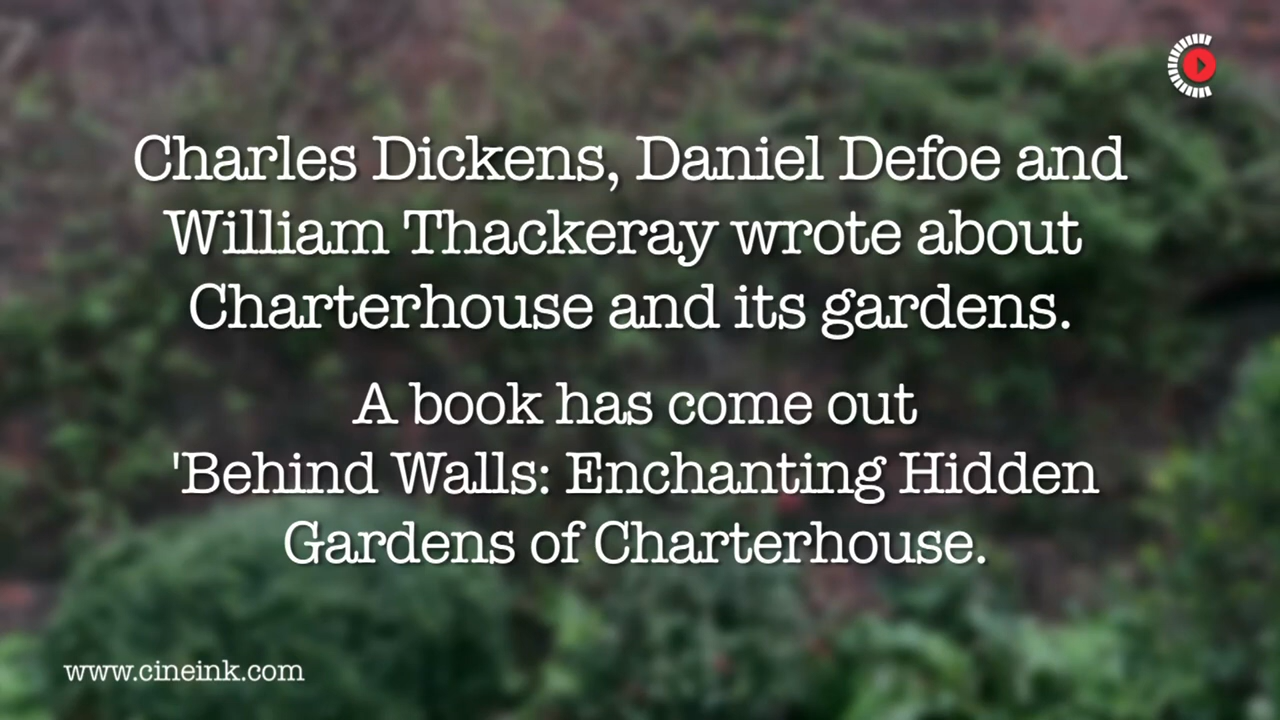 Charles Dickens, Daniel Defoe and
William Thackeray wrote about
Charterhouse and its gardens.
A book has come out
'Behind Walls: Enchanting Hidden
Gardens of Charterhouse.
www.cineink.com